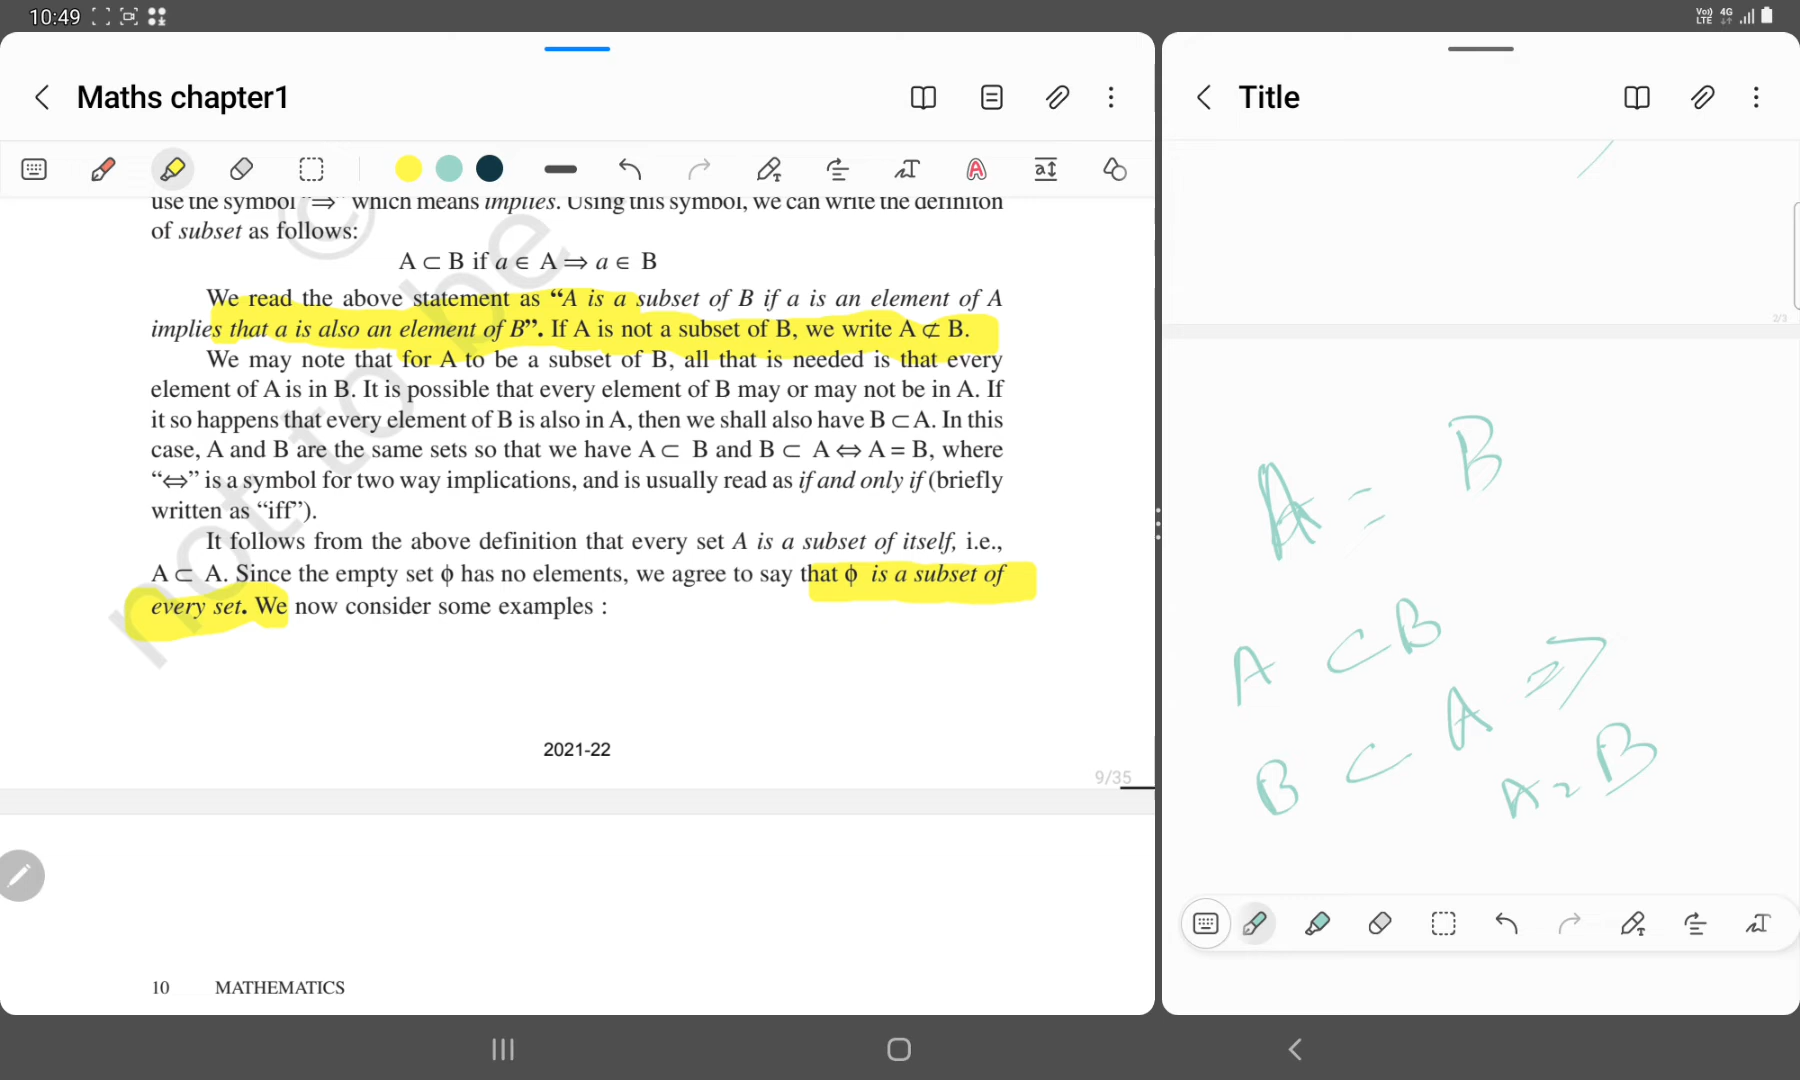 10:49
Vo)) LTE 4G
Maths chapter1
use the symbol “⇒” which means implies. Using this symbol, we can write the definiton
of subset as follows:
A ⊂ B if a ∈ A ⇒ a ∈ B
We read the above statement as “A is a subset of B if a is an element of A
implies that a is also an element of B”. If A is not a subset of B, we write A ⊄ B.
We may note that for A to be a subset of B, all that is needed is that every
element of A is in B. It is possible that every element of B may or may not be in A. If
it so happens that every element of B is also in A, then we shall also have B ⊂ A. In this
case, A and B are the same sets so that we have A ⊂ B and B ⊂ A ⇔ A = B, where
“⇔” is a symbol for two way implications, and is usually read as if and only if (briefly
written as “iff”).
It follows from the above definition that every set A is a subset of itself, i.e.,
A ⊂ A. Since the empty set ϕ has no elements, we agree to say that ϕ is a subset of
every set. We now consider some examples :
© not to be
2021-22
9/35
10 MATHEMATICS
Title
2/3
A = B
A ⊂ B
B ⊂ A ⇒
A = B